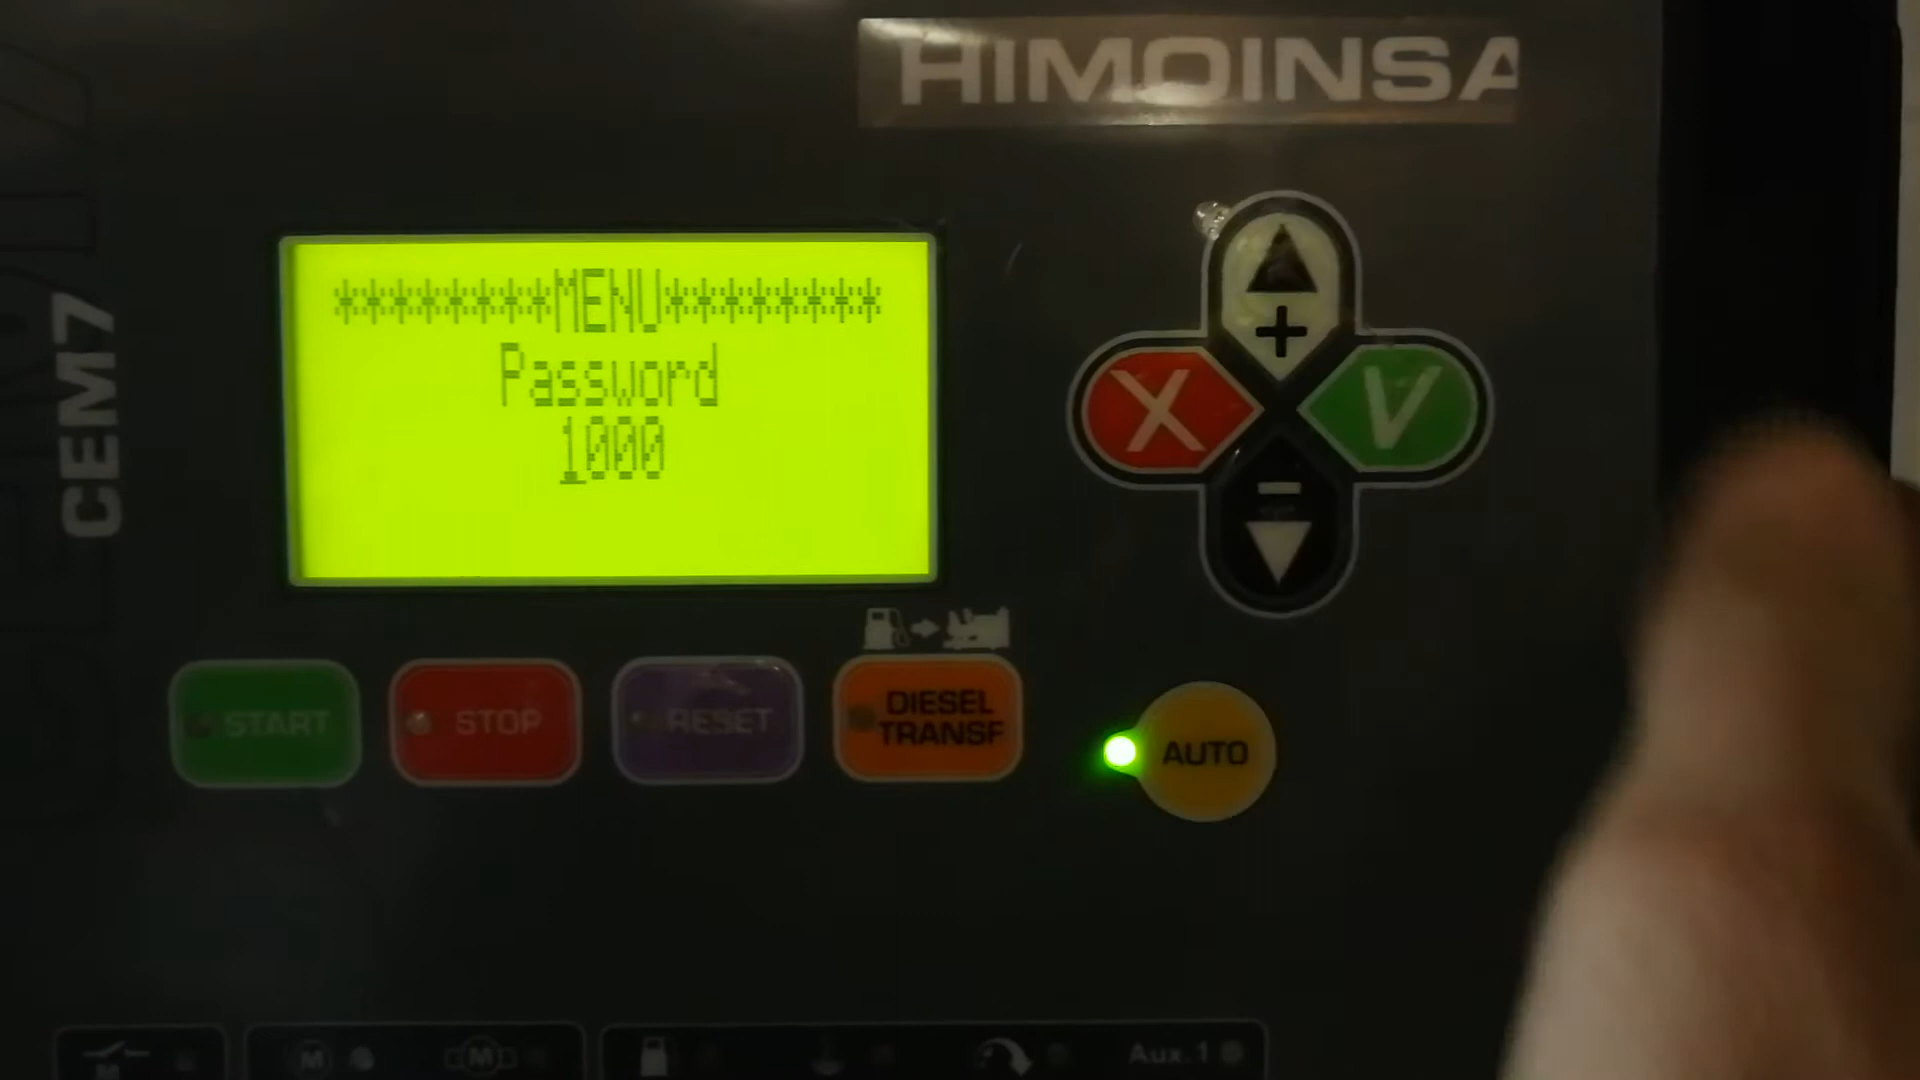 HIMOINSA
CEM7
********MENU********
Password
1000
+
X
V
-
START
STOP
RESET
DIESEL
TRANSF
AUTO
M
M
M
Aux.1